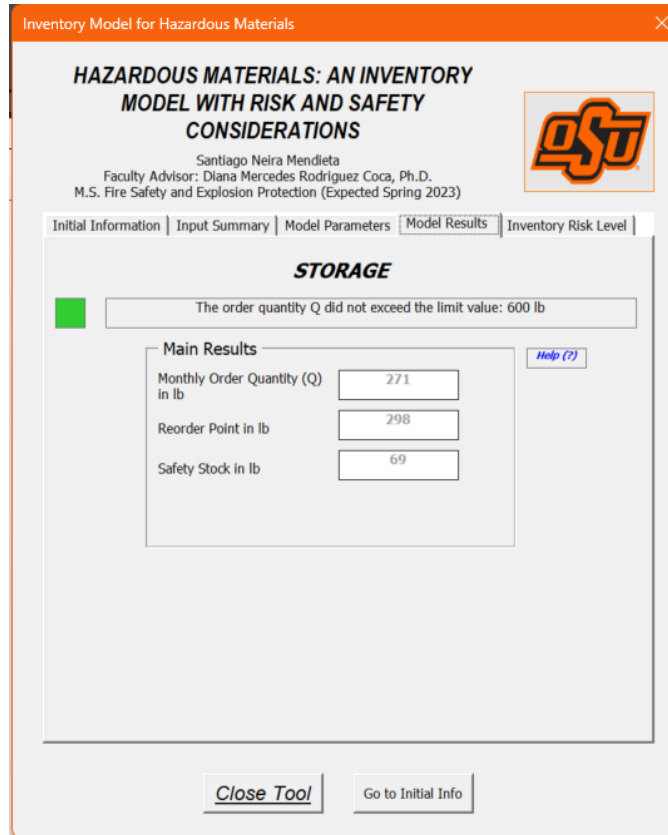 Inventory Model for Hazardous Materials
HAZARDOUS MATERIALS: AN INVENTORY
MODEL WITH RISK AND SAFETY
CONSIDERATIONS
Santiago Neira Mendieta
Faculty Advisor: Diana Mercedes Rodriguez Coca, Ph.D.
M.S. Fire Safety and Explosion Protection (Expected Spring 2023)
OSU
Initial Information | Input Summary | Model Parameters | Model Results | Inventory Risk Level |
STORAGE
The order quantity Q did not exceed the limit value: 600 lb
Main Results
Help (?)
Monthly Order Quantity (Q)
in lb
271
Reorder Point in lb
298
Safety Stock in lb
69
Close Tool
Go to Initial Info